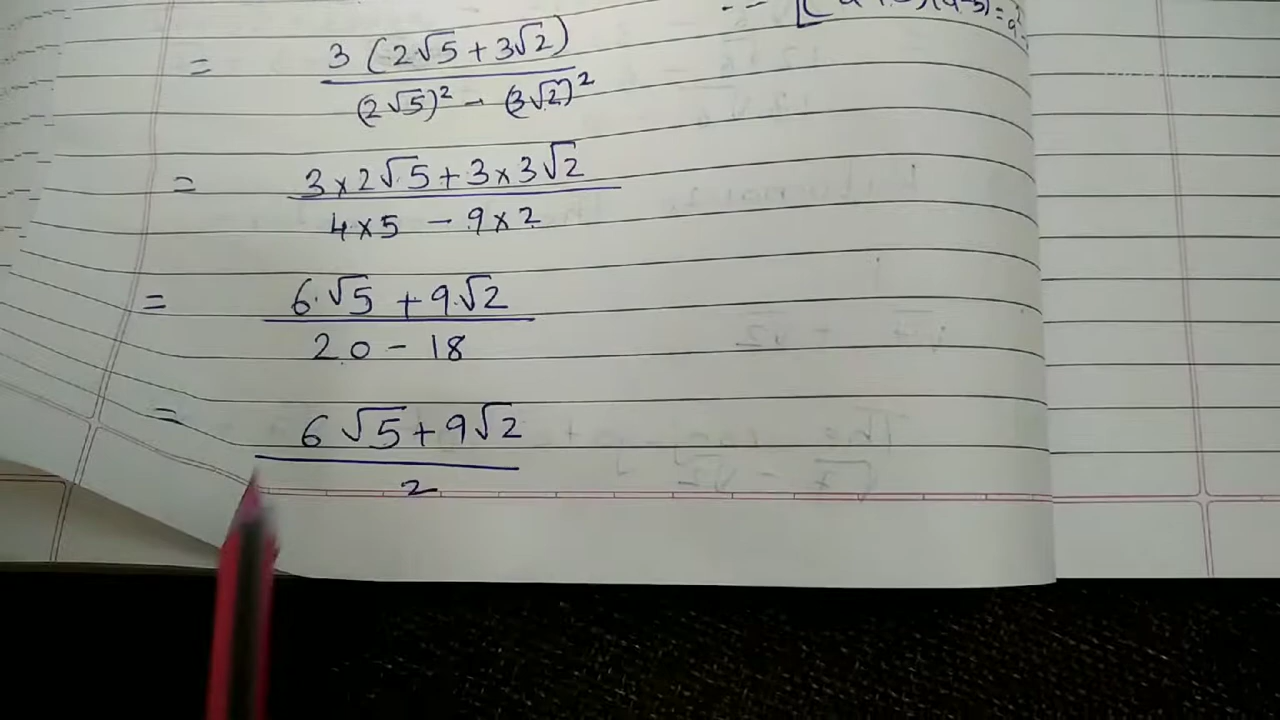 -- [(a+b)(a-b)=a²-
= 3 (2√5 + 3√2)
(2√5)² - (3√2)²
= 3×2√5 + 3×3√2
4×5 - 9×2
= 6.√5 + 9.√2
20 - 18
= 6√5 + 9√2
2